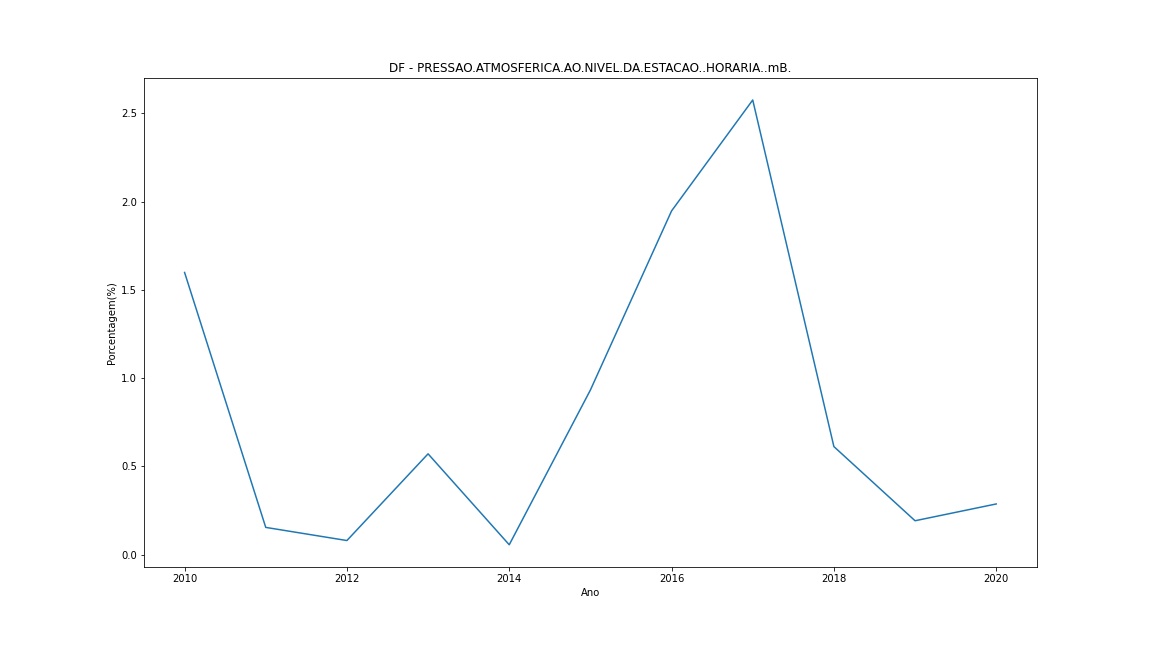 DF - PRESSAO.ATMOSFERICA.AO.NIVEL.DA.ESTACAO..HORARIA..mB.
2.5
2.0
1.5
1.0
0.5
0.0
Porcentagem(%)
2010 2012 2014 2016 2018 2020
Ano